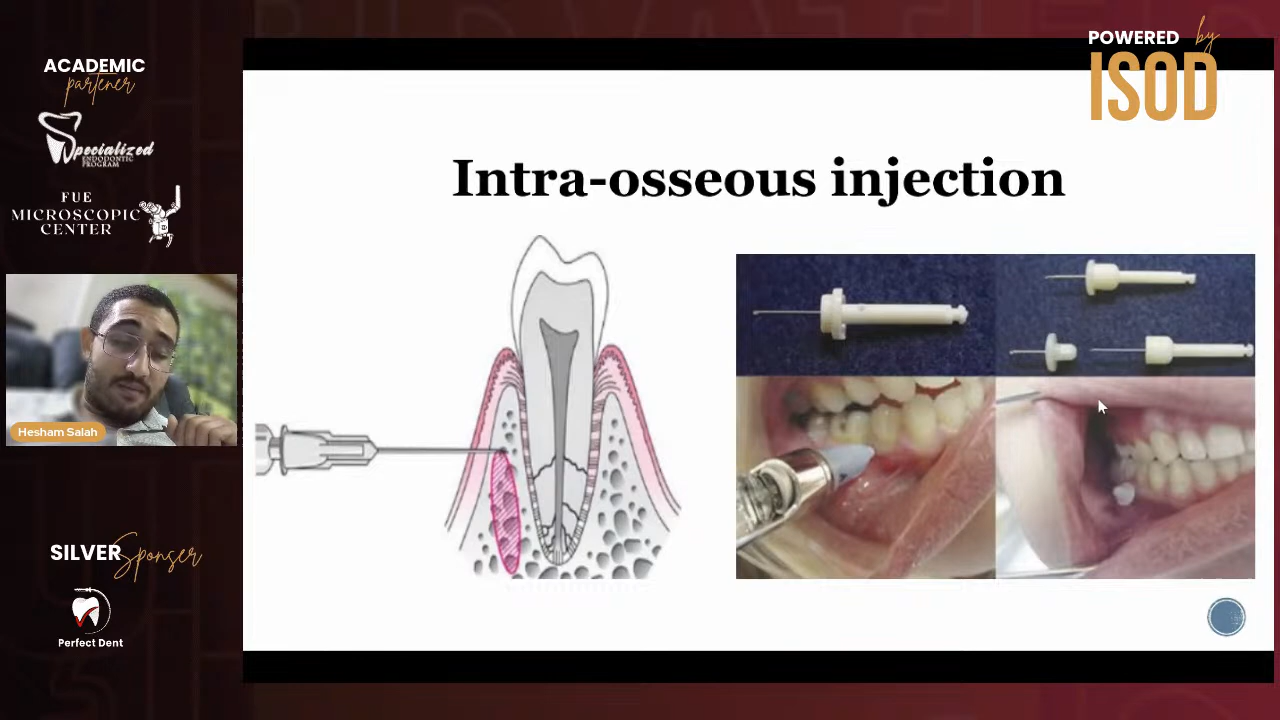 ACADEMIC
partener
Specialized
ENDODONTIC
PROGRAM
FUE
MICROSCOPIC
CENTER
Hesham Salah
SILVER Sponser
Perfect Dent
POWERED by
ISOD
Intra-osseous injection